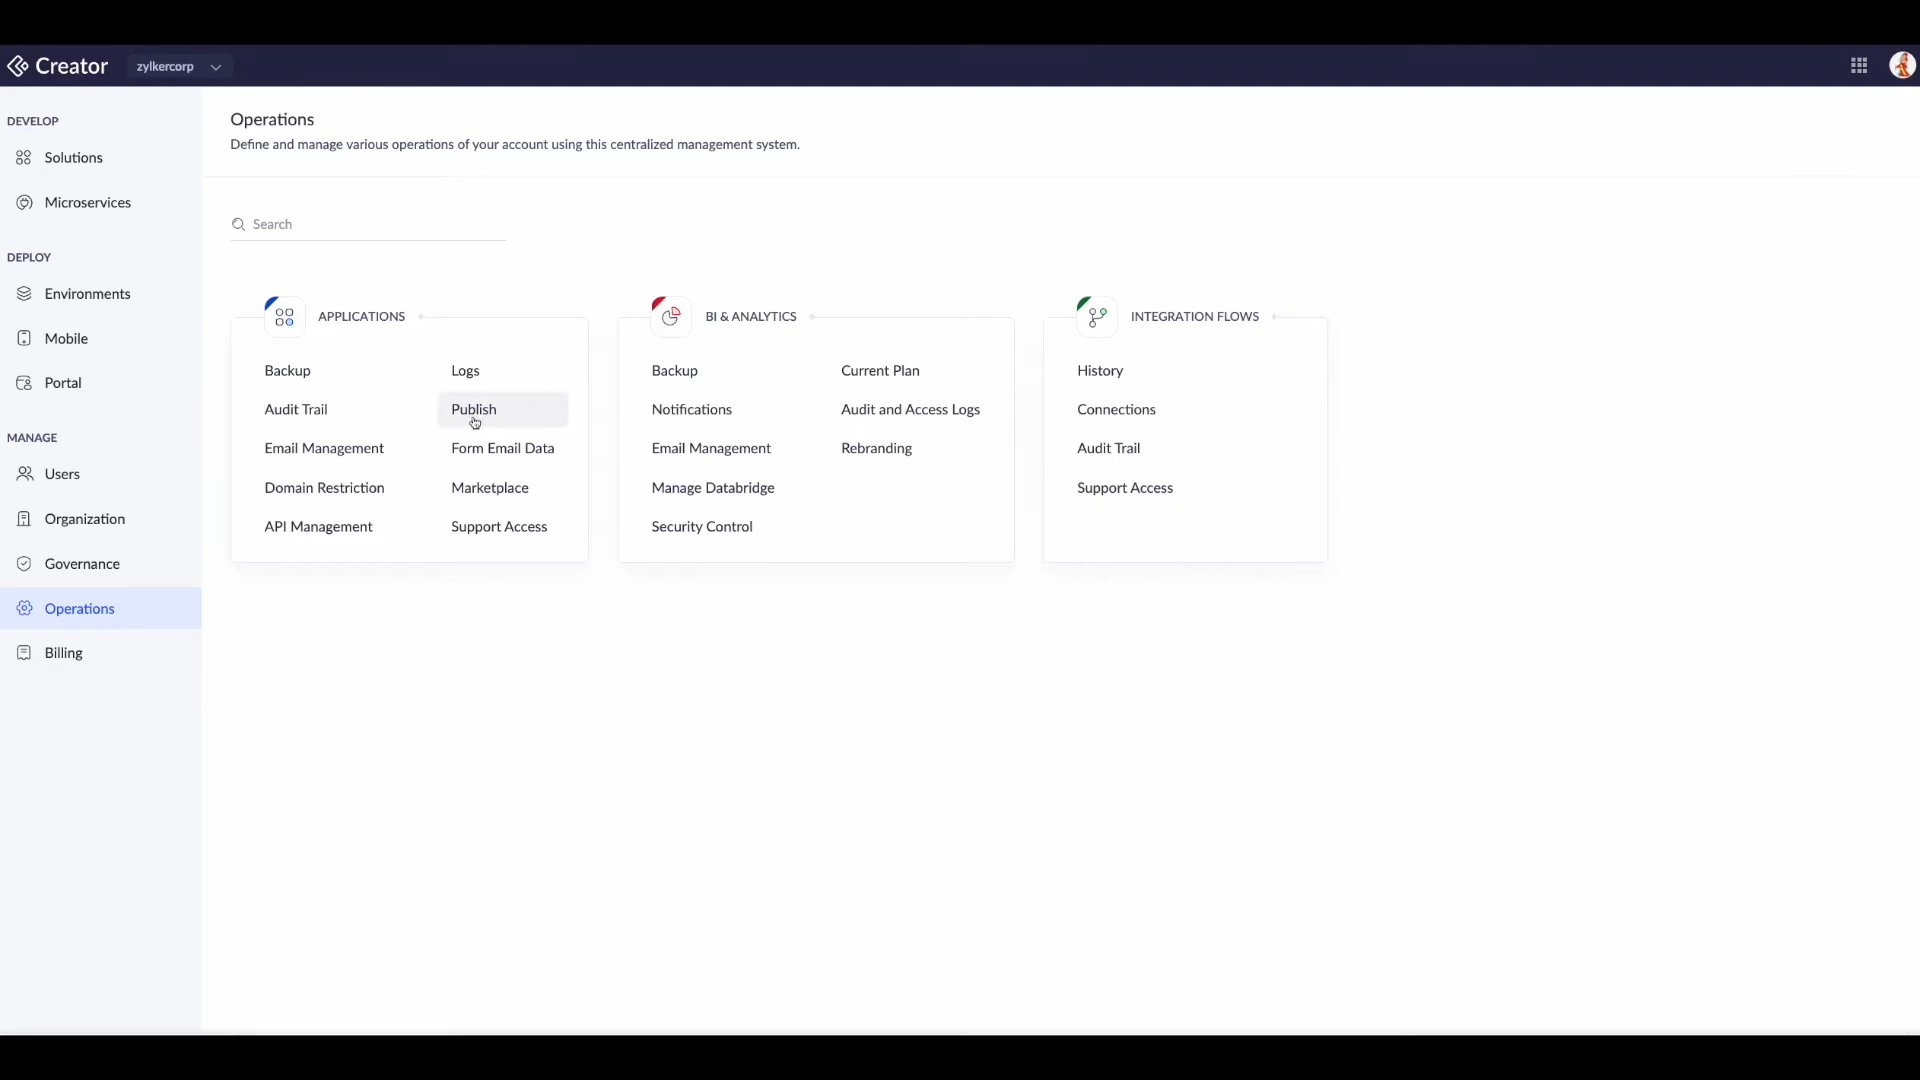 Creator
zylkercorp
DEVELOP
Solutions
Microservices
DEPLOY
Environments
Mobile
Portal
MANAGE
Users
Organization
Governance
Operations
Billing
Operations
Define and manage various operations of your account using this centralized management system.
Search
APPLICATIONS
Backup
Audit Trail
Email Management
Domain Restriction
API Management
Logs
Publish
Form Email Data
Marketplace
Support Access
BI & ANALYTICS
Backup
Notifications
Email Management
Manage Databridge
Security Control
Current Plan
Audit and Access Logs
Rebranding
INTEGRATION FLOWS
History
Connections
Audit Trail
Support Access